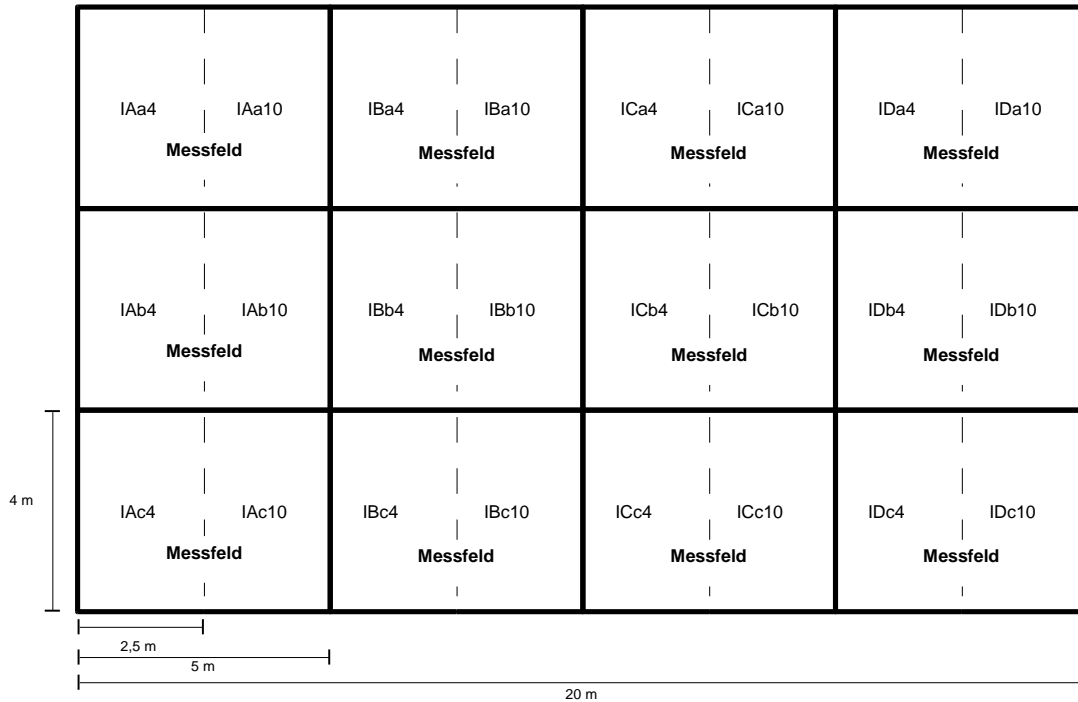 IAa4 IAa10 IBa4 IBa10 ICa4 ICa10 IDa4 IDa10
Messfeld Messfeld Messfeld Messfeld
IAb4 IAb10 IBb4 IBb10 ICb4 ICb10 IDb4 IDb10
Messfeld Messfeld Messfeld Messfeld
4 m
IAc4 IAc10 IBc4 IBc10 ICc4 ICc10 IDc4 IDc10
Messfeld Messfeld Messfeld Messfeld
2,5 m
5 m
20 m